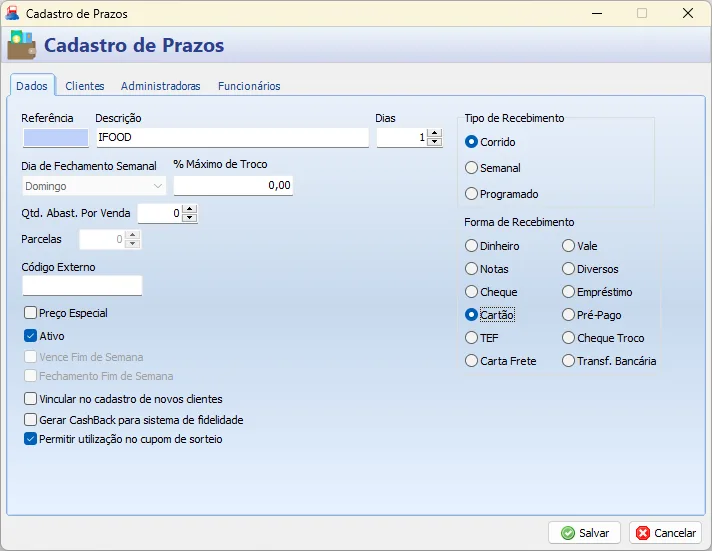 Cadastro de Prazos
Cadastro de Prazos
Dados Clientes Administradoras Funcionários
Referência Descrição Dias
IFOOD 1
Dia de Fechamento Semanal % Máximo de Troco
Domingo 0,00
Qtd. Abast. Por Venda 0
Parcelas 0
Código Externo
Preço Especial
Ativo
Vence Fim de Semana
Fechamento Fim de Semana
Vincular no cadastro de novos clientes
Gerar CashBack para sistema de fidelidade
Permitir utilização no cupom de sorteio
Tipo de Recebimento
Corrido
Semanal
Programado
Forma de Recebimento
Dinheiro Vale
Notas Diversos
Cheque Empréstimo
Cartão Pré-Pago
TEF Cheque Troco
Carta Frete Transf. Bancária
Salvar Cancelar